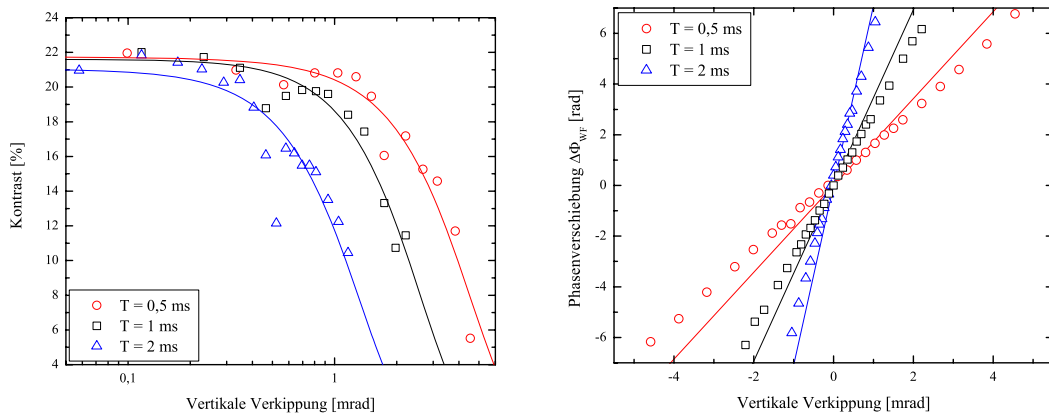 24
22
20
18
16
14
12
10
8
6
4
Kontrast [%]
T = 0,5 ms
T = 1 ms
T = 2 ms
0,1
1
Vertikale Verkippung [mrad]
T = 0,5 ms
T = 1 ms
T = 2 ms
6
4
2
0
-2
-4
-6
Phasenverschiebung ΔΦWF [rad]
-4
-2
0
2
4
Vertikale Verkippung [mrad]